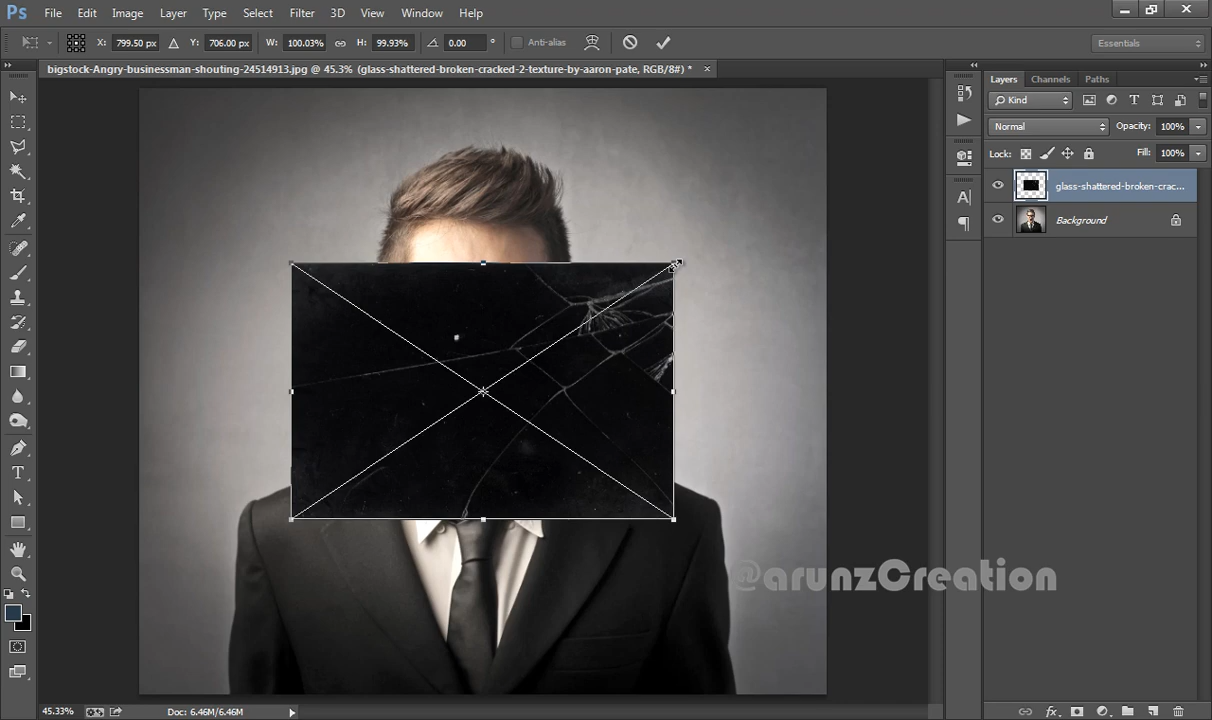 Ps File Edit Image Layer Type Select Filter 3D View Window Help
X: 799.50 px Y: 706.00 px W: 100.03% H: 99.93% 0.00 ° Anti-alias Essentials
bigstock-Angry-businessman-shouting-24514913.jpg @ 45.3% (glass-shattered-broken-cracked-2-texture-by-aaron-pate, RGB/8#) * ×
Layers Channels Paths
Kind
Normal Opacity: 100%
Lock: Fill: 100%
glass-shattered-broken-crac...
Background
@arunzCreation
45.33% Doc: 6.46M/6.46M